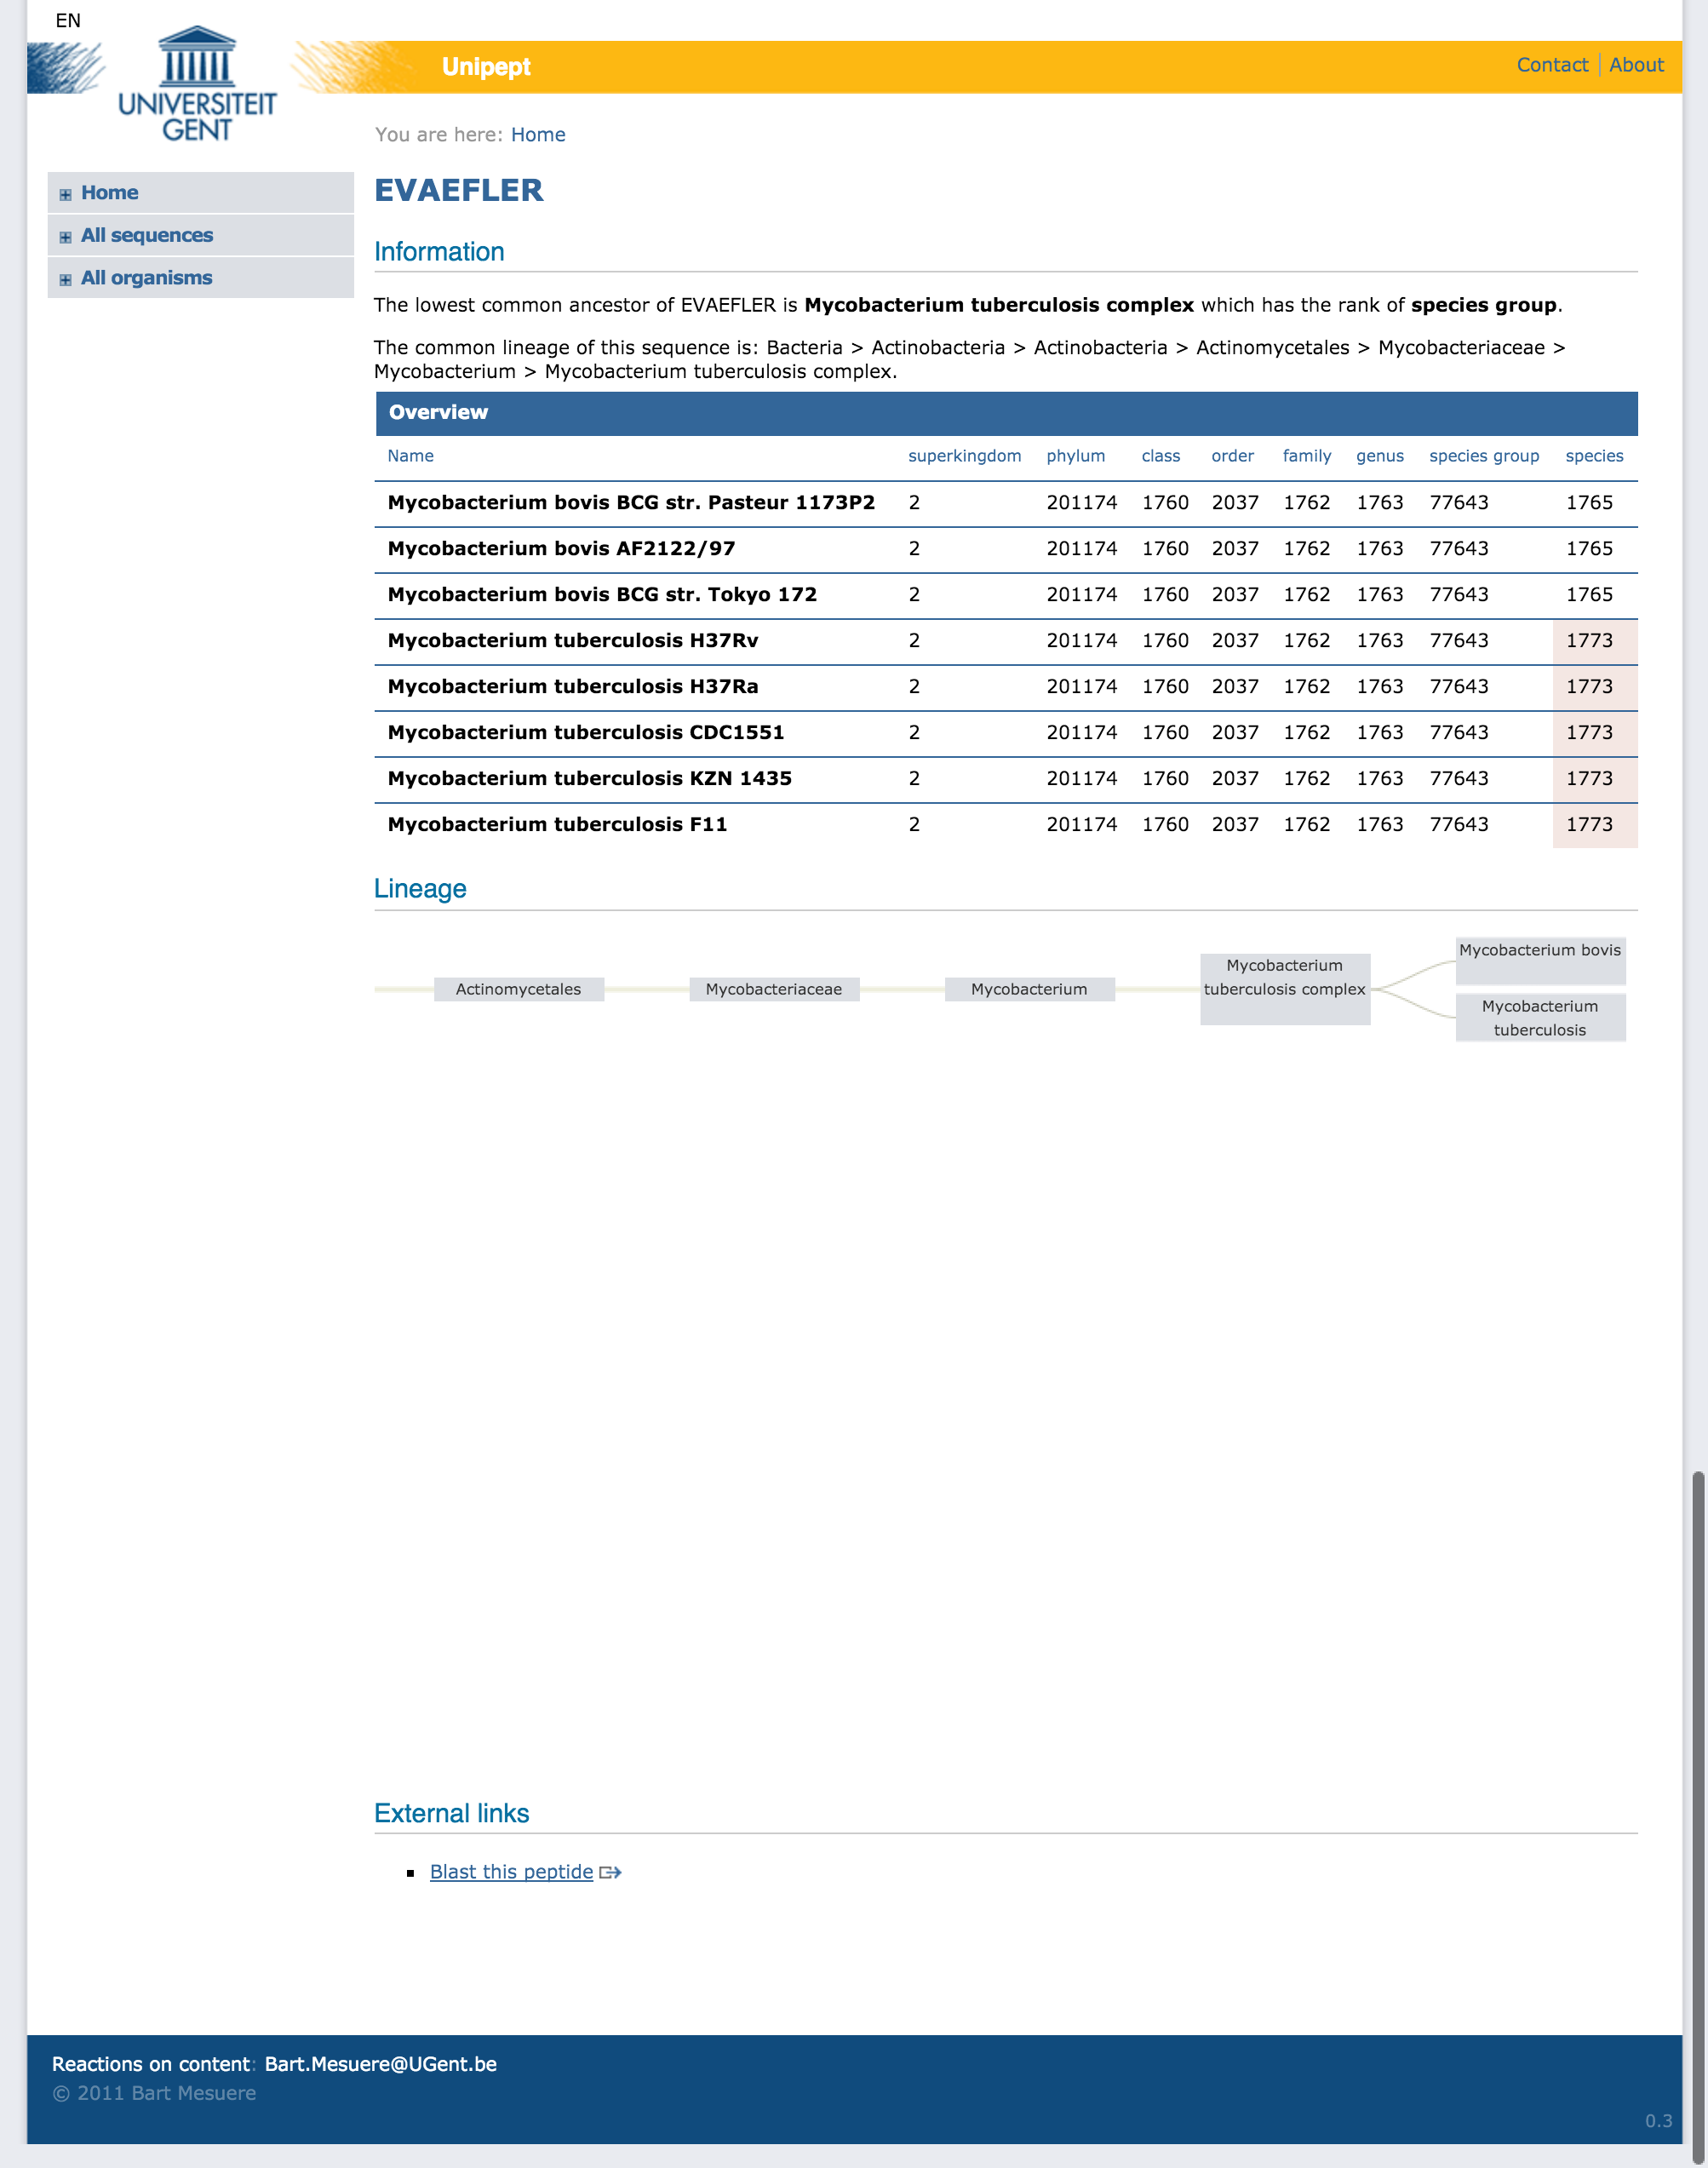 EN
UNIVERSITEIT
GENT
Unipept
Contact About
You are here: Home
Home
All sequences
All organisms
EVAEFLER
Information
The lowest common ancestor of EVAEFLER is Mycobacterium tuberculosis complex which has the rank of species group.
The common lineage of this sequence is: Bacteria > Actinobacteria > Actinobacteria > Actinomycetales > Mycobacteriaceae >
Mycobacterium > Mycobacterium tuberculosis complex.
Overview
Name superkingdom phylum class order family genus species group species
Mycobacterium bovis BCG str. Pasteur 1173P2 2 201174 1760 2037 1762 1763 77643 1765
Mycobacterium bovis AF2122/97 2 201174 1760 2037 1762 1763 77643 1765
Mycobacterium bovis BCG str. Tokyo 172 2 201174 1760 2037 1762 1763 77643 1765
Mycobacterium tuberculosis H37Rv 2 201174 1760 2037 1762 1763 77643 1773
Mycobacterium tuberculosis H37Ra 2 201174 1760 2037 1762 1763 77643 1773
Mycobacterium tuberculosis CDC1551 2 201174 1760 2037 1762 1763 77643 1773
Mycobacterium tuberculosis KZN 1435 2 201174 1760 2037 1762 1763 77643 1773
Mycobacterium tuberculosis F11 2 201174 1760 2037 1762 1763 77643 1773
Lineage
Actinomycetales
Mycobacteriaceae
Mycobacterium
Mycobacterium
tuberculosis complex
Mycobacterium bovis
Mycobacterium
tuberculosis
External links
Blast this peptide
Reactions on content: Bart.Mesuere@UGent.be
© 2011 Bart Mesuere
0.3